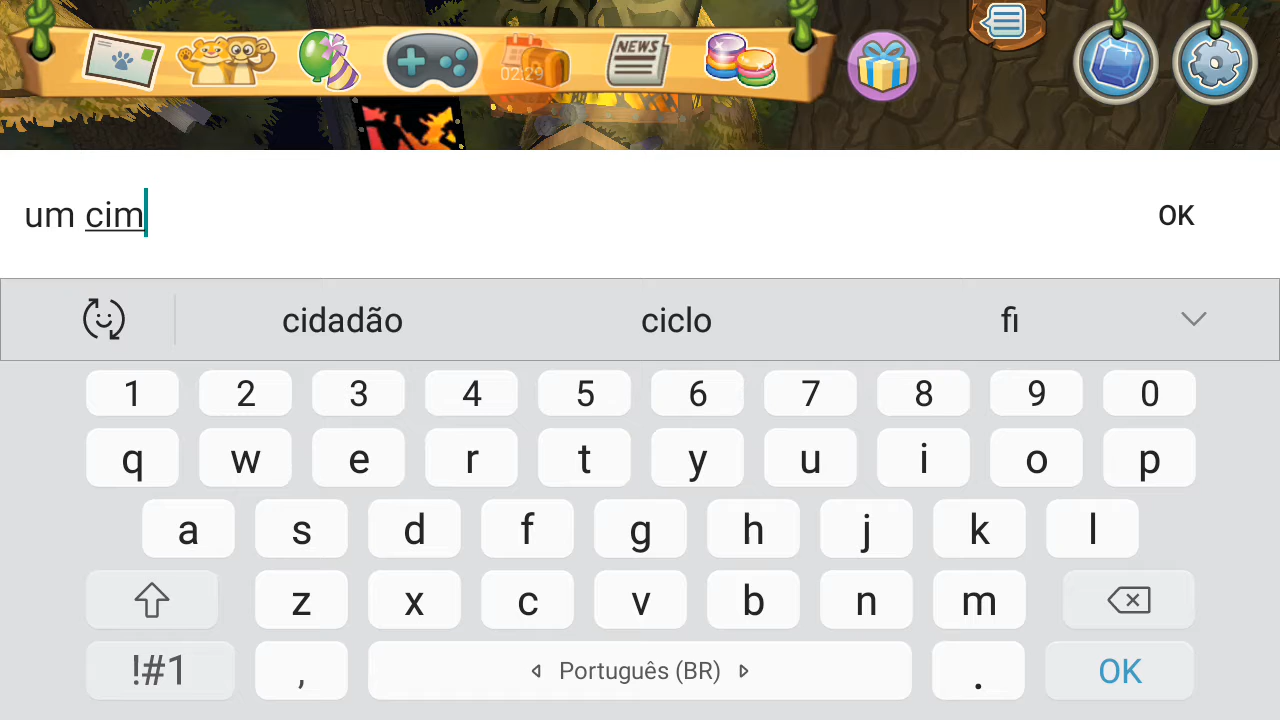 NEWS
02:29
um cim
OK
cidadão ciclo fi
1 2 3 4 5 6 7 8 9 0
q w e r t y u i o p
a s d f g h j k l
z x c v b n m
!#1 , Português (BR) . OK